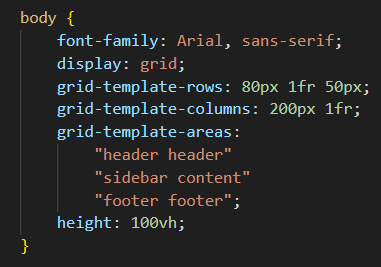 body {
    font-family: Arial, sans-serif;
    display: grid;
    grid-template-rows: 80px 1fr 50px;
    grid-template-columns: 200px 1fr;
    grid-template-areas:
        "header header"
        "sidebar content"
        "footer footer";
    height: 100vh;
}